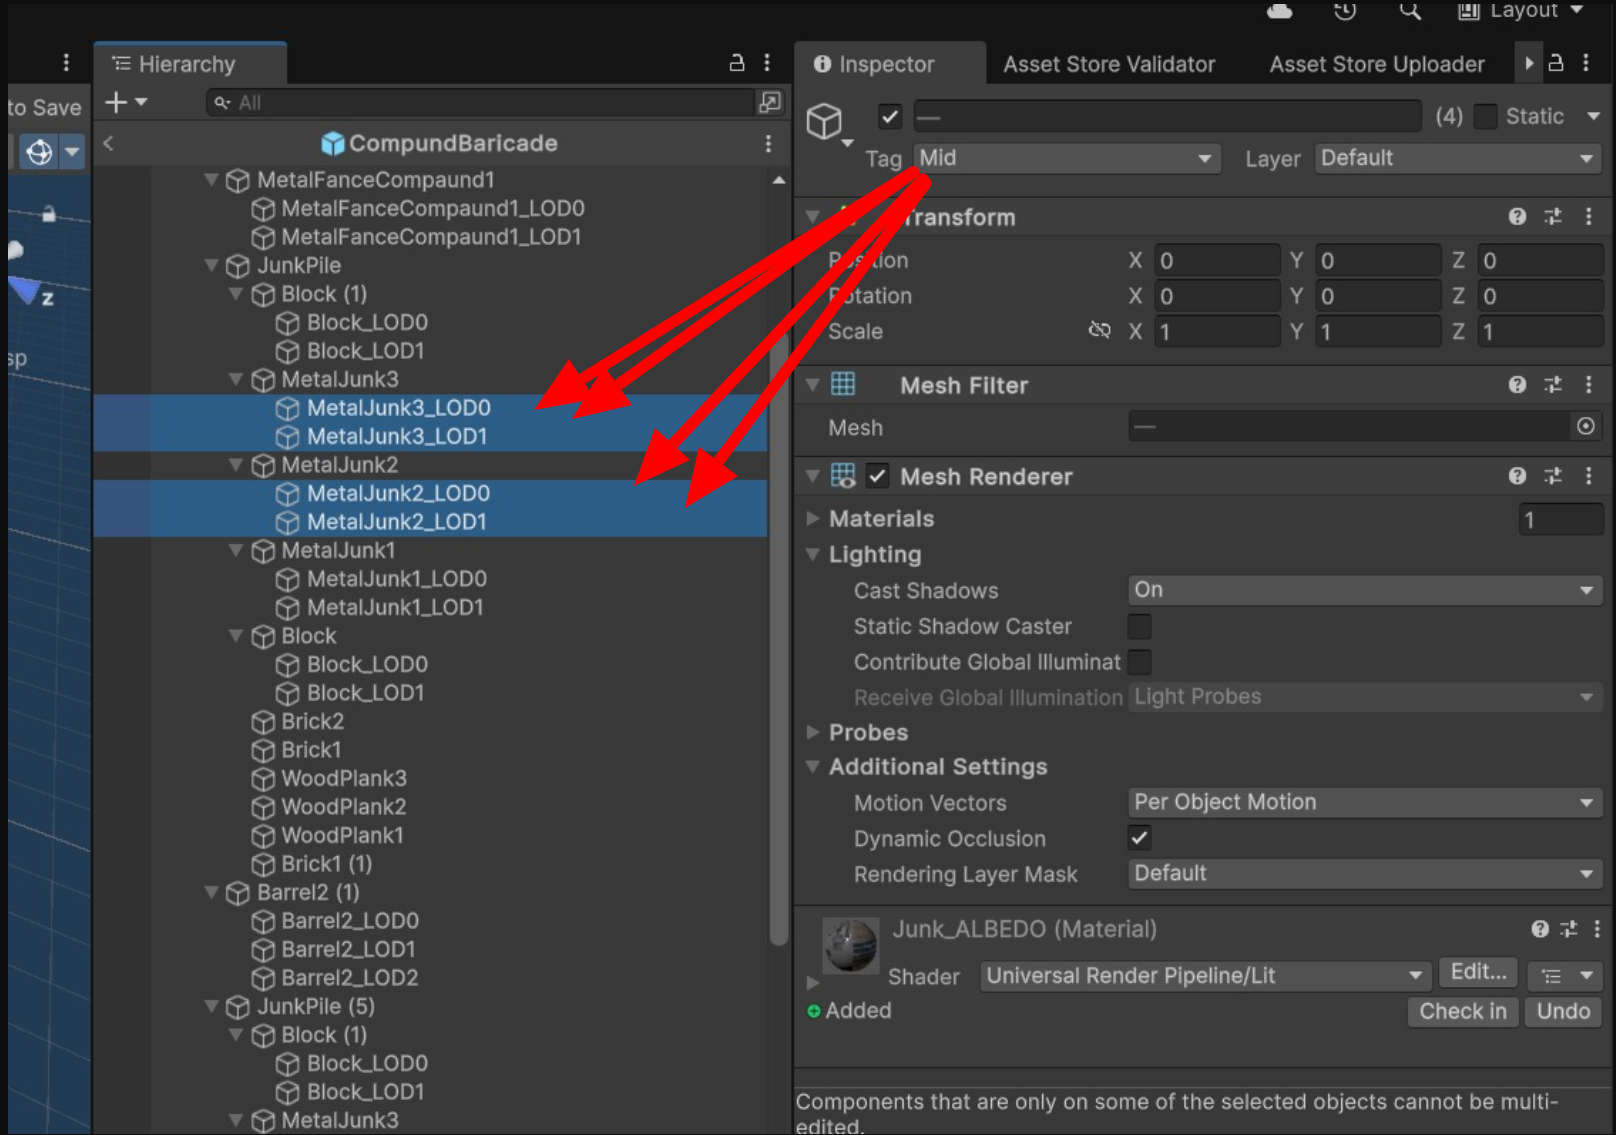 Layout
Hierarchy
Inspector
Asset Store Validator
Asset Store Uploader
to Save
All
—
(4)
Static
CompundBaricade
Tag
Mid
Layer
Default
MetalFanceCompaund1
MetalFanceCompaund1_LOD0
MetalFanceCompaund1_LOD1
JunkPile
Block (1)
Block_LOD0
Block_LOD1
MetalJunk3
MetalJunk3_LOD0
MetalJunk3_LOD1
MetalJunk2
MetalJunk2_LOD0
MetalJunk2_LOD1
MetalJunk1
MetalJunk1_LOD0
MetalJunk1_LOD1
Block
Block_LOD0
Block_LOD1
Brick2
Brick1
WoodPlank3
WoodPlank2
WoodPlank1
Brick1 (1)
Barrel2 (1)
Barrel2_LOD0
Barrel2_LOD1
Barrel2_LOD2
JunkPile (5)
Block (1)
Block_LOD0
Block_LOD1
MetalJunk3
z
sp
Transform
Position X 0 Y 0 Z 0
Rotation X 0 Y 0 Z 0
Scale X 1 Y 1 Z 1
Mesh Filter
Mesh —
Mesh Renderer
Materials 1
Lighting
Cast Shadows On
Static Shadow Caster
Contribute Global Illuminat
Receive Global Illumination Light Probes
Probes
Additional Settings
Motion Vectors Per Object Motion
Dynamic Occlusion
Rendering Layer Mask Default
Junk_ALBEDO (Material)
Shader Universal Render Pipeline/Lit Edit...
Added Check in Undo
Components that are only on some of the selected objects cannot be multi-
edited.